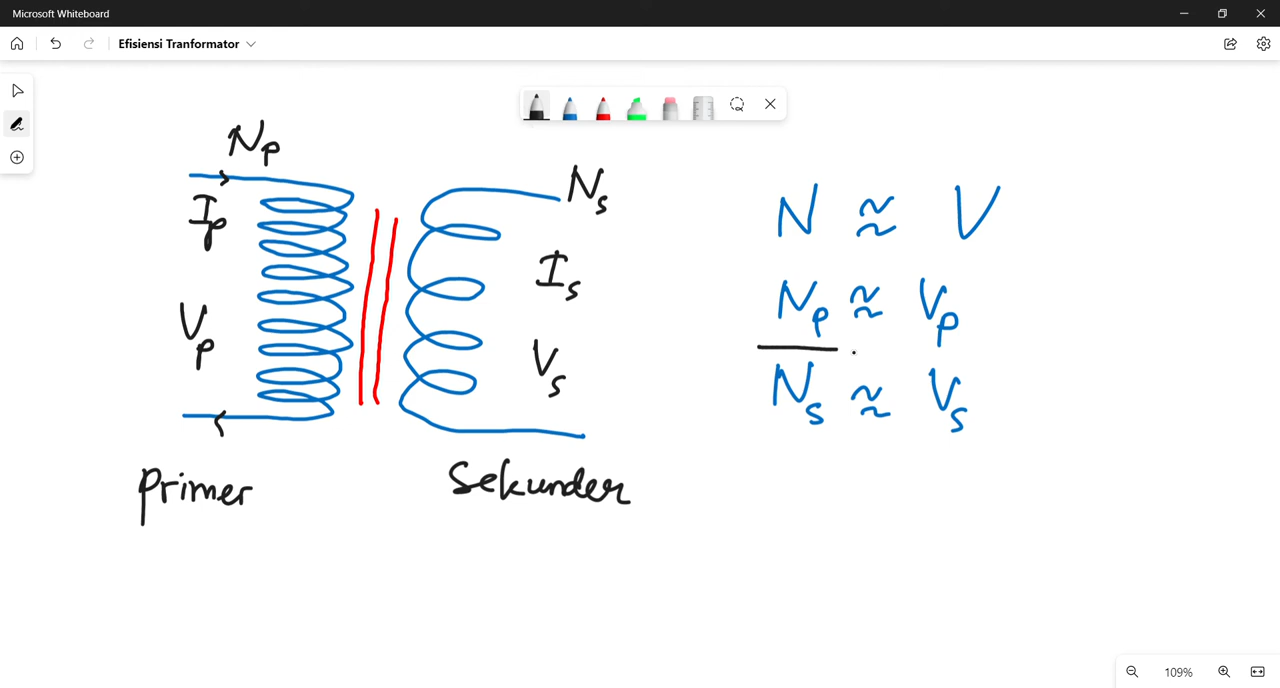 Microsoft Whiteboard
Efisiensi Tranformator
Np
Ip
Vp
primer
Ns
Is
Vs
Sekunder
N ≈ V
Np ≈ Vp
Ns ≈ Vs
109%